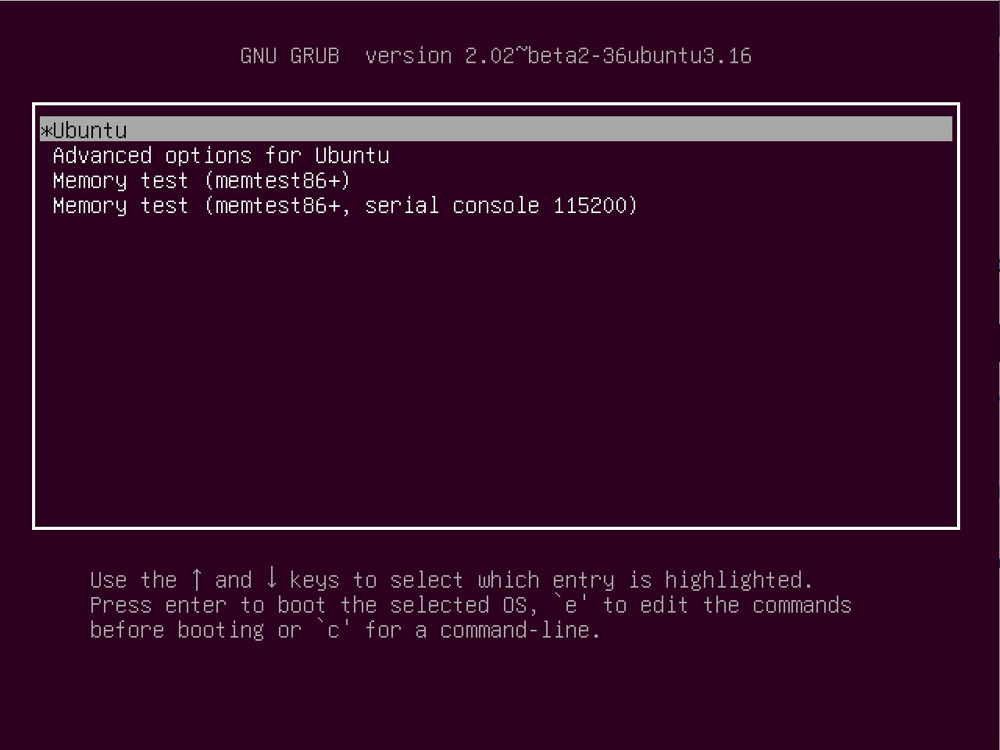 GNU GRUB  version 2.02~beta2-36ubuntu3.16
*Ubuntu
Advanced options for Ubuntu
Memory test (memtest86+)
Memory test (memtest86+, serial console 115200)
Use the ↑ and ↓ keys to select which entry is highlighted.
Press enter to boot the selected OS, `e' to edit the commands
before booting or `c' for a command-line.